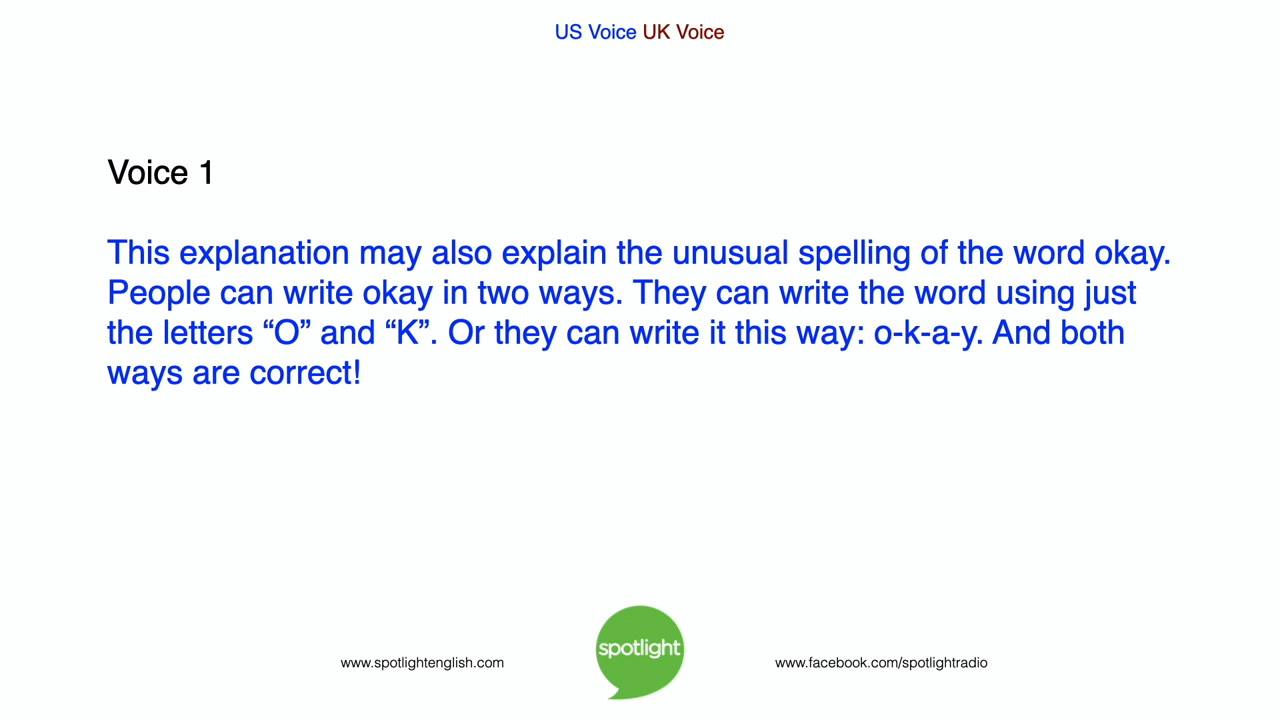 US Voice UK Voice
Voice 1
This explanation may also explain the unusual spelling of the word okay.
People can write okay in two ways. They can write the word using just
the letters “O” and “K”. Or they can write it this way: o-k-a-y. And both
ways are correct!
spotlight
www.spotlightenglish.com
www.facebook.com/spotlightradio